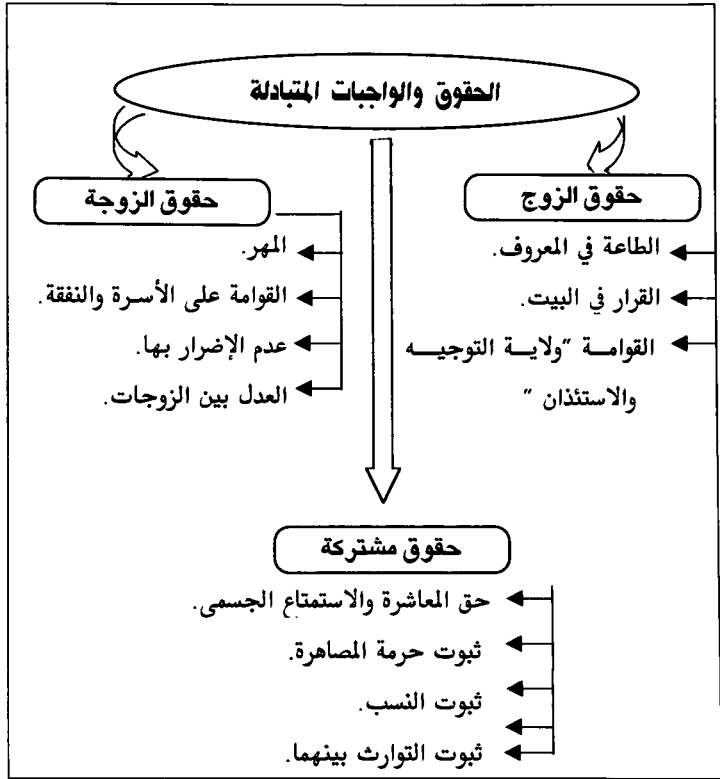 الحقوق والواجبات المتبادلة
حقوق الزوج
الطاعة في المعروف.
القرار في البيت.
القوامة "ولاية التوجيه
والاستئذان "
حقوق الزوجة
المهر.
القوامة على الأسرة والنفقة.
عدم الإضرار بها.
العدل بين الزوجات.
حقوق مشتركة
حق المعاشرة والاستمتاع الجسمى.
ثبوت حرمة المصاهرة.
ثبوت النسب.
ثبوت التوارث بينهما.